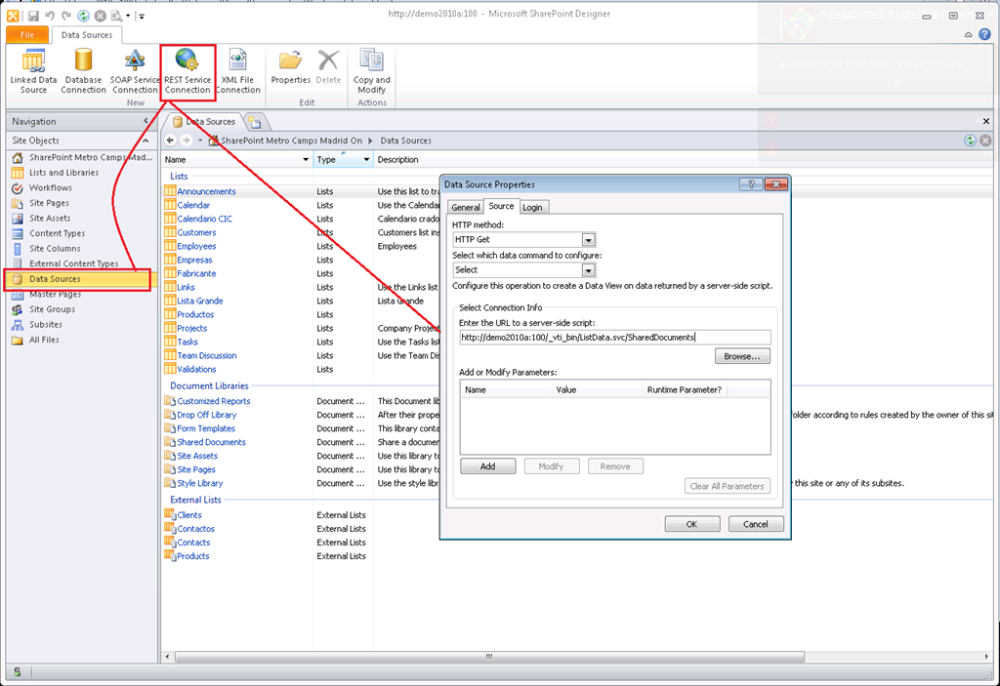 http://demo2010a:100 - Microsoft SharePoint Designer
File
Data Sources
Linked Data Source
Database Connection
SOAP Service Connection
REST Service Connection
XML File Connection
Properties
Delete
Copy and Modify
New
Edit
Actions
Navigation
Data Sources
Site Objects
SharePoint Metro Camps Madrid On
Data Sources
SharePoint Metro Camps Mad...
Lists and Libraries
Workflows
Site Pages
Site Assets
Content Types
Site Columns
External Content Types
Data Sources
Master Pages
Site Groups
Subsites
All Files
Name Type Description
Lists
Announcements Lists Use this list to tra
Calendar Lists Use the Calendar
Calendario CIC Lists Calendario crado
Customers Lists Customers list ins
Employees Lists Employees
Empresas Lists
Fabricante Lists
Links Lists Use the Links list
Lista Grande Lists Lista Grande
Productos Lists
Projects Lists Company Project
Tasks Lists Use the Tasks list
Team Discussion Lists Use the Team Dis
Validations Lists
Document Libraries
Customized Reports Document ... This Document lib
Drop Off Library Document ... After their prope
folder according to rules created by the owner of this sit
Form Templates Document ... This library conta
Shared Documents Document ... Share a documen
Site Assets Document ... Use this library to
Site Pages Document ... Use this library to
Style Library Document ... Use the style libr
this site or any of its subsites.
External Lists
Clients External Lists
Contactos External Lists
Contacts External Lists
Products External Lists
Data Source Properties
General Source Login
HTTP method:
HTTP Get
Select which data command to configure:
Select
Configure this operation to create a Data View on data returned by a server-side script.
Select Connection Info
Enter the URL to a server-side script:
http://demo2010a:100/_vti_bin/ListData.svc/SharedDocuments
Browse...
Add or Modify Parameters:
Name Value Runtime Parameter?
Add Modify Remove
Clear All Parameters
OK Cancel